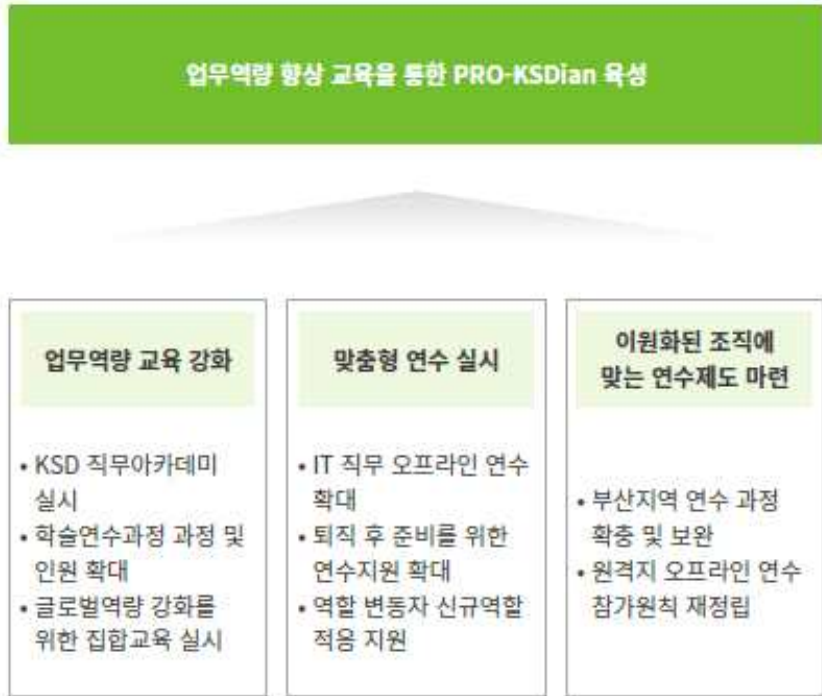 업무역량 향상 교육을 통한 PRO-KSDian 육성
업무역량 교육 강화
• KSD 직무아카데미
실시
• 학술연수과정 과정 및
인원 확대
• 글로벌역량 강화를
위한 집합교육 실시
맞춤형 연수 실시
• IT 직무 오프라인 연수
확대
• 퇴직 후 준비를 위한
연수지원 확대
• 역할 변동자 신규역할
적응 지원
이원화된 조직에
맞는 연수제도 마련
• 부산지역 연수 과정
확충 및 보완
• 원격지 오프라인 연수
참가원칙 재정립